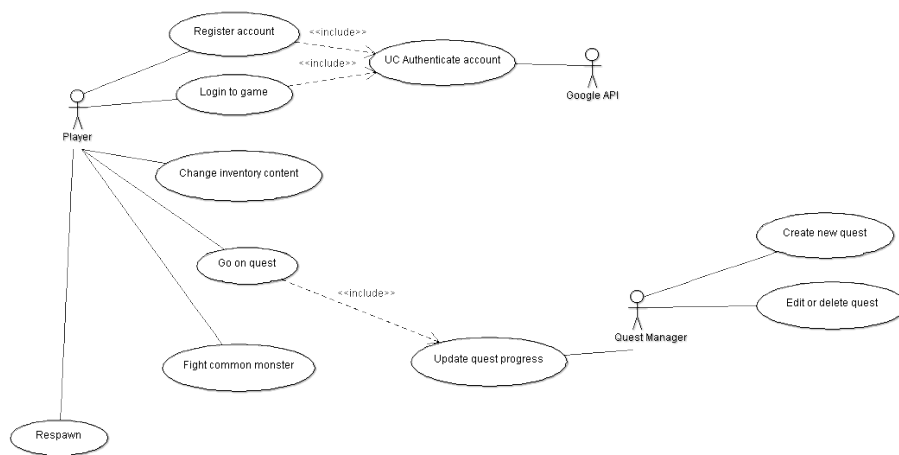 Register account
<<include>>
UC Authenticate account
<<include>>
Login to game
Google API
Player
Change inventory content
Create new quest
Go on quest
<<include>>
Edit or delete quest
Quest Manager
Update quest progress
Fight common monster
Respawn